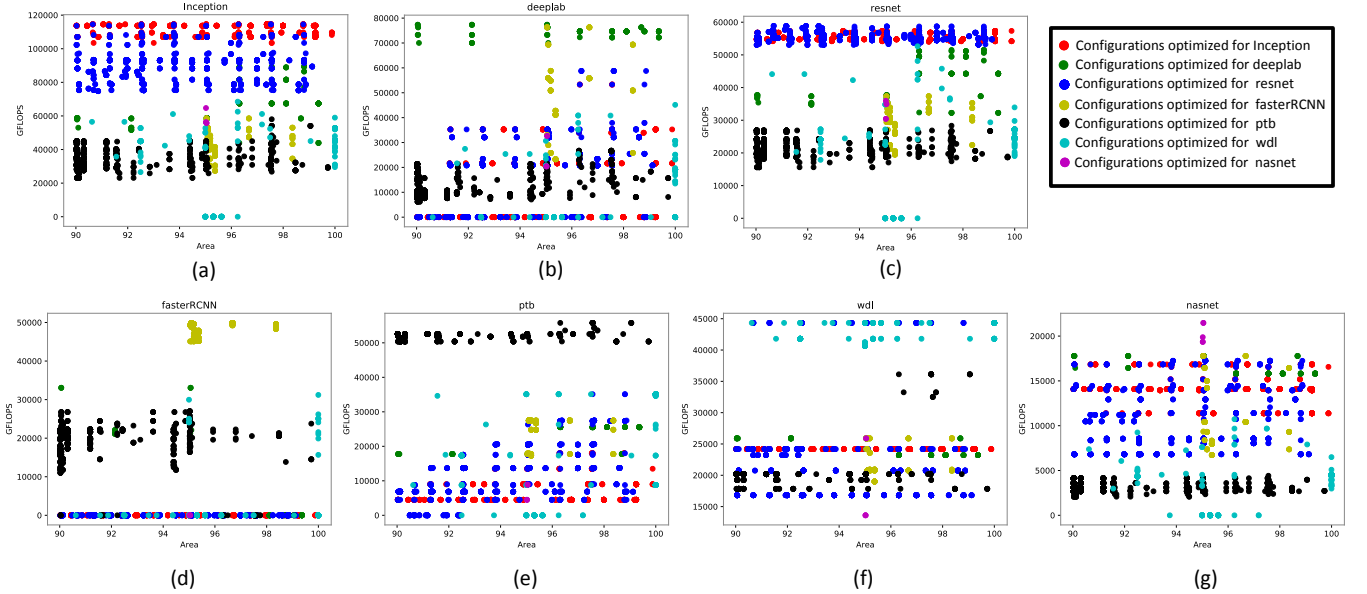 Inception
120000
100000
80000
60000
40000
20000
0
GFLOPS
90 92 94 96 98 100
Area
(a)
deeplab
80000
70000
60000
50000
40000
30000
20000
10000
0
GFLOPS
90 92 94 96 98 100
Area
(b)
resnet
60000
50000
40000
30000
20000
10000
0
GFLOPS
90 92 94 96 98 100
Area
(c)
Configurations optimized for Inception
Configurations optimized for deeplab
Configurations optimized for resnet
Configurations optimized for fasterRCNN
Configurations optimized for ptb
Configurations optimized for wdl
Configurations optimized for nasnet
fasterRCNN
50000
40000
30000
20000
10000
0
GFLOPS
90 92 94 96 98 100
Area
(d)
ptb
50000
40000
30000
20000
10000
0
GFLOPS
90 92 94 96 98 100
Area
(e)
wdl
45000
40000
35000
30000
25000
20000
15000
GFLOPS
90 92 94 96 98 100
Area
(f)
nasnet
20000
15000
10000
5000
0
GFLOPS
90 92 94 96 98 100
Area
(g)